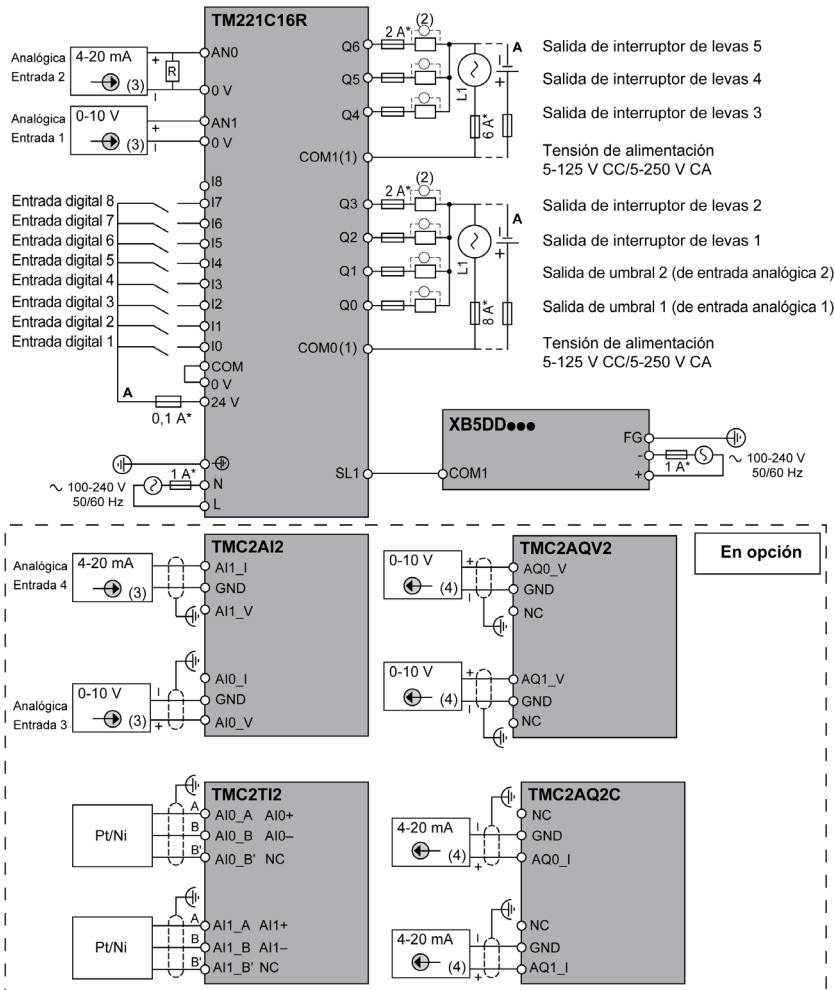 TM221C16R
Analógica
Entrada 2
4-20 mA
(3)
+
R
I
AN0
0 V
Analógica
Entrada 1
0-10 V
(3)
+
I
AN1
0 V
I8
Entrada digital 8
I7
Entrada digital 7
I6
Entrada digital 6
I5
Entrada digital 5
I4
Entrada digital 4
I3
Entrada digital 3
I2
Entrada digital 2
I1
Entrada digital 1
I0
COM
0 V
24 V
A
0,1 A*
1 A*
N
L
100-240 V
50/60 Hz
Q6
2 A*
(2)
A
Salida de interruptor de levas 5
Q5
Salida de interruptor de levas 4
Q4
L1
I
+
Salida de interruptor de levas 3
6 A*
COM1(1)
Tensión de alimentación
5-125 V CC/5-250 V CA
Q3
2 A*
(2)
A
Salida de interruptor de levas 2
Q2
Salida de interruptor de levas 1
Q1
L1
I
+
Salida de umbral 2 (de entrada analógica 2)
Q0
8 A*
Salida de umbral 1 (de entrada analógica 1)
COM0(1)
Tensión de alimentación
5-125 V CC/5-250 V CA
SL1
XB5DD●●●
COM1
FG
-
1 A*
+
100-240 V
50/60 Hz
En opción
TMC2AI2
Analógica
Entrada 4
4-20 mA
(3)
AI1_I
GND
AI1_V
Analógica
Entrada 3
0-10 V
(3)
I
+
AI0_I
GND
AI0_V
TMC2AQV2
0-10 V
(4)
+
I
AQ0_V
GND
NC
0-10 V
(4)
+
I
AQ1_V
GND
NC
TMC2TI2
Pt/Ni
A
AI0_A AI0+
B
AI0_B AI0–
B'
AI0_B' NC
Pt/Ni
A
AI1_A AI1+
B
AI1_B AI1–
B'
AI1_B' NC
TMC2AQ2C
4-20 mA
(4)
I
+
NC
GND
AQ0_I
4-20 mA
(4)
I
+
NC
GND
AQ1_I